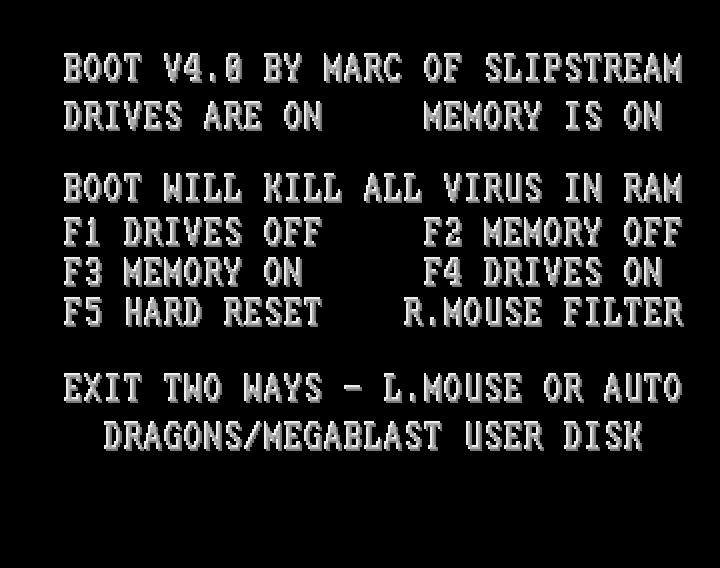 BOOT V4.0 BY MARC OF SLIPSTREAM
DRIVES ARE ON MEMORY IS ON
BOOT WILL KILL ALL VIRUS IN RAM
F1 DRIVES OFF F2 MEMORY OFF
F3 MEMORY ON F4 DRIVES ON
F5 HARD RESET R.MOUSE FILTER
EXIT TWO WAYS - L.MOUSE OR AUTO
DRAGONS/MEGABLAST USER DISK